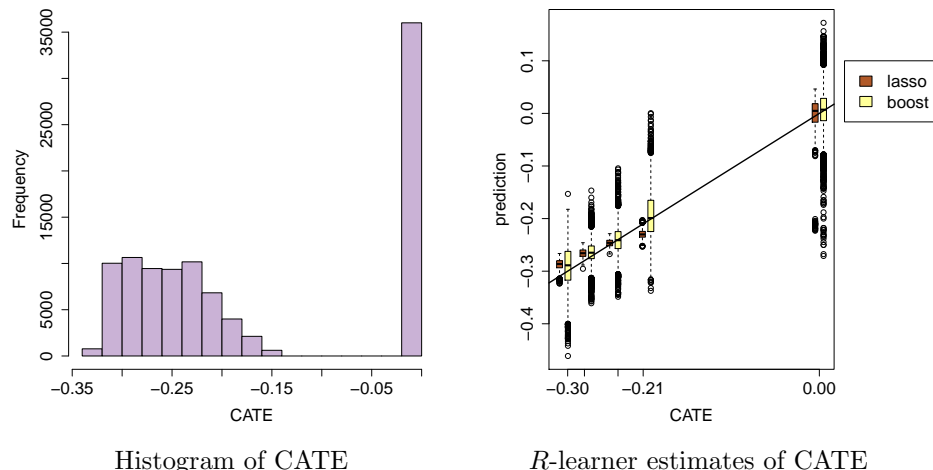 Frequency
35000
25000
15000
5000
0
−0.35
−0.25
−0.15
−0.05
CATE
Histogram of CATE
prediction
0.1
0.0
−0.1
−0.2
−0.3
−0.4
−0.30
−0.21
0.00
CATE
lasso
boost
R-learner estimates of CATE